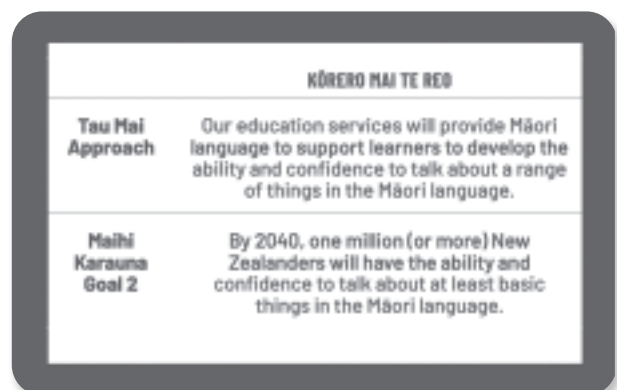 KŌRERO MAI TE REO
Tau Mai
Approach
Our education services will provide Māori
language to support learners to develop the
ability and confidence to talk about a range
of things in the Māori language.
Maihi
Karauna
Goal 2
By 2040, one million (or more) New
Zealanders will have the ability and
confidence to talk about at least basic
things in the Māori language.